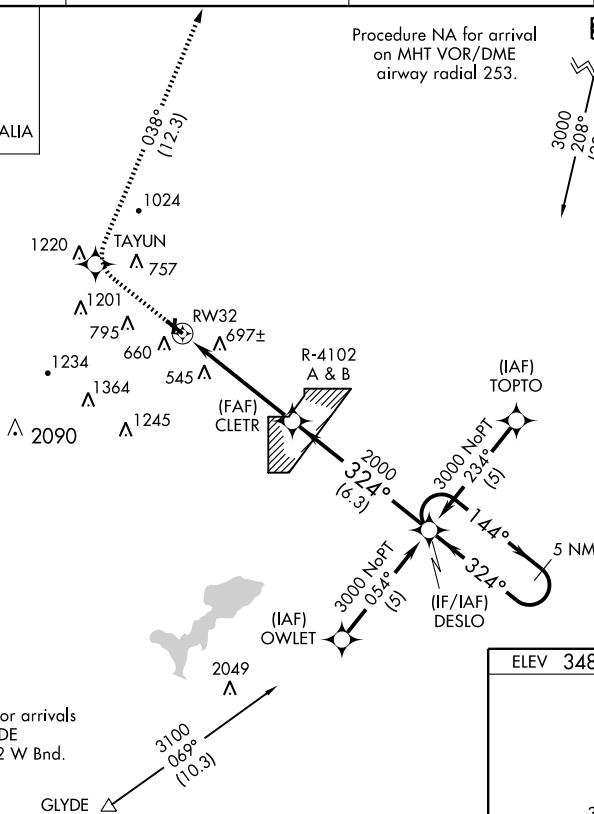 Procedure NA for arrival
on MHT VOR/DME
airway radial 253.
ALIA
038°
(12.3)
3000
208°
1024
1220
TAYUN
757
1201
795
RW32
660
697±
1234
545
R-4102
A & B
(IAF)
TOPTO
1364
(FAF)
CLETR
2090
1245
2000
324°
(6.3)
3000 NoPT
234°
(5)
144°
324°
5 NM
3000 NoPT
054°
(5)
(IF/IAF)
DESLO
(IAF)
OWLET
2049
ELEV 348
or arrivals
DE
2 W Bnd.
3100
069°
(10.3)
GLYDE